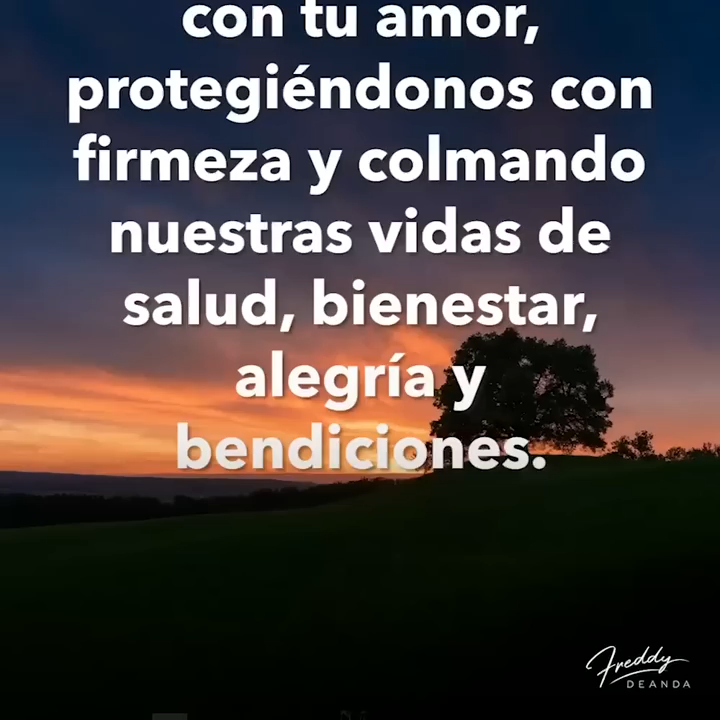 con tu amor,
protegiéndonos con
firmeza y colmando
nuestras vidas de
salud, bienestar,
alegría y
bendiciones.
Freddy
DEANDA